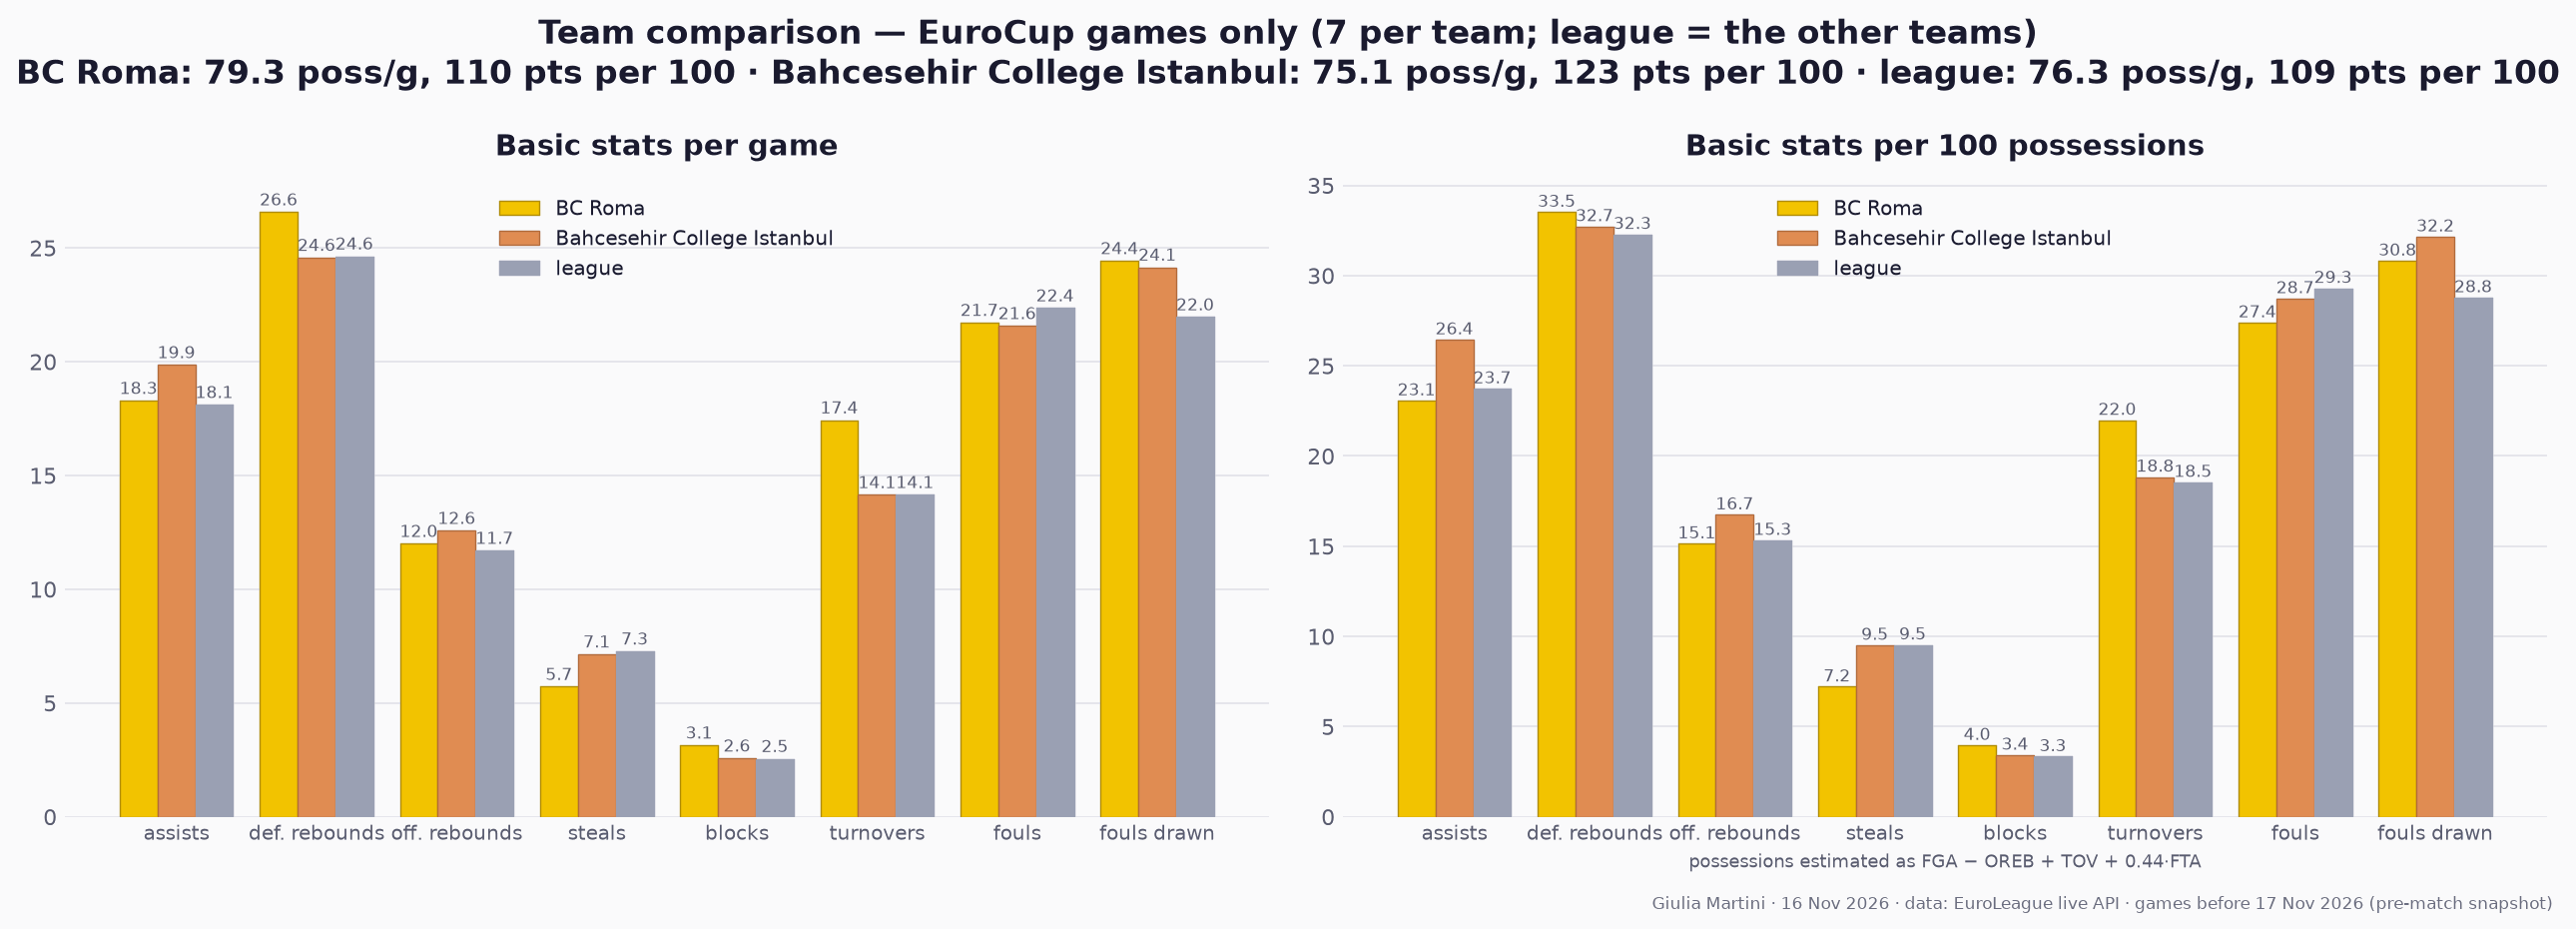 Team comparison — EuroCup games only (7 per team; league = the other teams)
BC Roma: 79.3 poss/g, 110 pts per 100 · Bahcesehir College Istanbul: 75.1 poss/g, 123 pts per 100 · league: 76.3 poss/g, 109 pts per 100
Basic stats per game
BC Roma
Bahcesehir College Istanbul
league
25
20
15
10
5
0
18.3 19.9 18.1
26.6 24.6 24.6
12.0 12.6 11.7
5.7 7.1 7.3
3.1 2.6 2.5
17.4 14.1 14.1
21.7 21.6 22.4
24.4 24.1 22.0
assists def. rebounds off. rebounds steals blocks turnovers fouls fouls drawn
Basic stats per 100 possessions
BC Roma
Bahcesehir College Istanbul
league
35
30
25
20
15
10
5
0
23.1 26.4 23.7
33.5 32.7 32.3
15.1 16.7 15.3
7.2 9.5 9.5
4.0 3.4 3.3
22.0 18.8 18.5
27.4 28.7 29.3
30.8 32.2 28.8
assists def. rebounds off. rebounds steals blocks turnovers fouls fouls drawn
possessions estimated as FGA − OREB + TOV + 0.44·FTA
Giulia Martini · 16 Nov 2026 · data: EuroLeague live API · games before 17 Nov 2026 (pre-match snapshot)